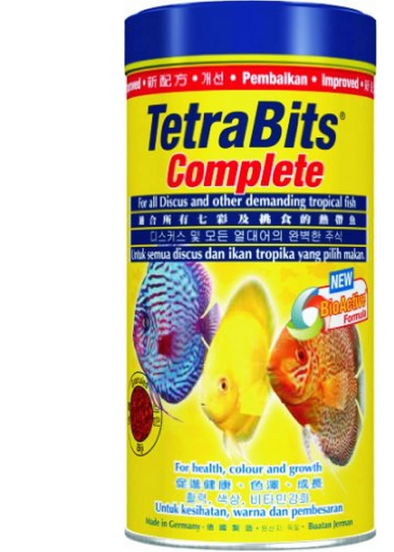 roved • 新配方 • 개선 • Pembaikan • Improved •
TetraBits®
Complete
For all Discus and other demanding tropical fish
適合所有七彩及挑食的熱帶魚
디스커스 및 모든 열대어의 완벽한 주식
Untuk semua discus dan ikan tropika yang pilih makan.
NEW
BioActive
Formula
For health, colour and growth
促進健康、色澤、成長
활력, 색상, 비타민강화
Untuk kesihatan, warna dan pembesaran
Made in Germany • 德國製造 • 원산지 독일 • Buatan Jerman